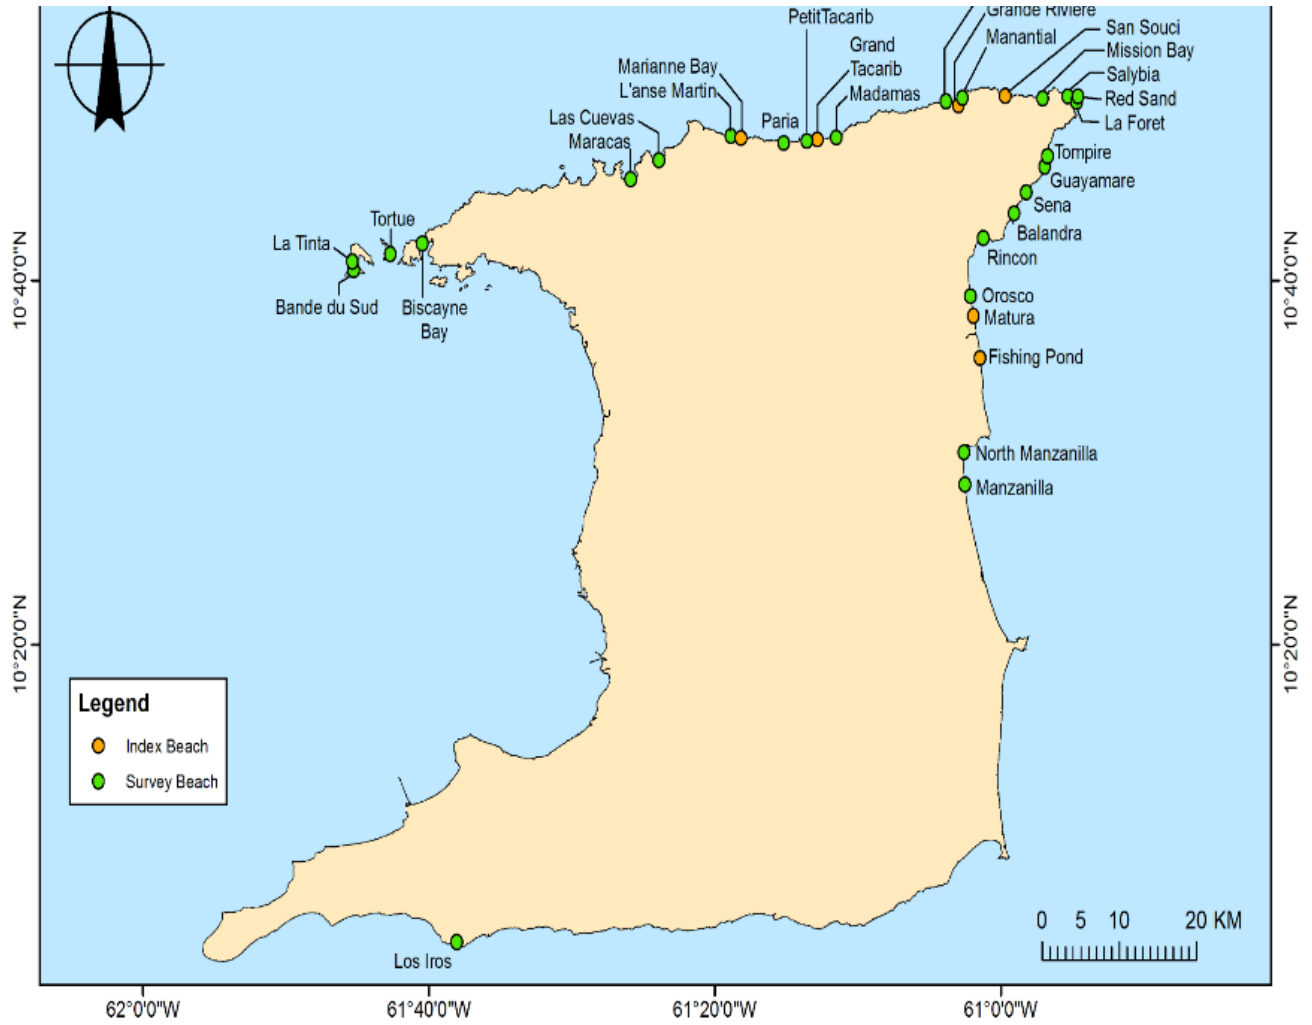 PetitTacarib
Grande Riviere
Grand
Tacarib
Manantial
San Souci
Mission Bay
Marianne Bay
L'anse Martin
Madamas
Salybia
Red Sand
La Foret
Paria
Las Cuevas
Maracas
Tompire
Guayamare
Sena
Balandra
Rincon
Tortue
La Tinta
Bande du Sud
Biscayne
Bay
10°40'0"N
10°40'0"N
Orosco
Matura
Fishing Pond
North Manzanilla
Manzanilla
10°20'0"N
10°20'0"N
Legend
Index Beach
Survey Beach
Los Iros
0 5 10 20 KM
62°0'0"W
61°40'0"W
61°20'0"W
61°0'0"W